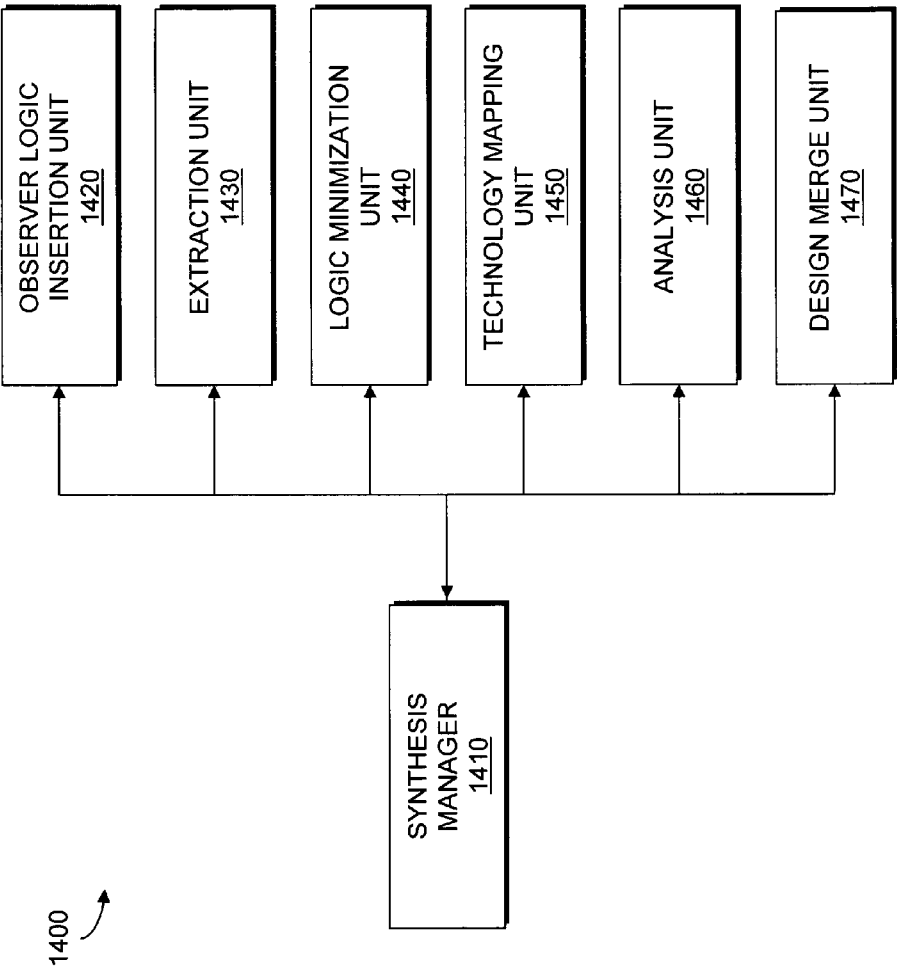 1400
SYNTHESIS
MANAGER
1410
OBSERVER LOGIC
INSERTION UNIT
1420
EXTRACTION UNIT
1430
LOGIC MINIMIZATION
UNIT
1440
TECHNOLOGY MAPPING
UNIT
1450
ANALYSIS UNIT
1460
DESIGN MERGE UNIT
1470